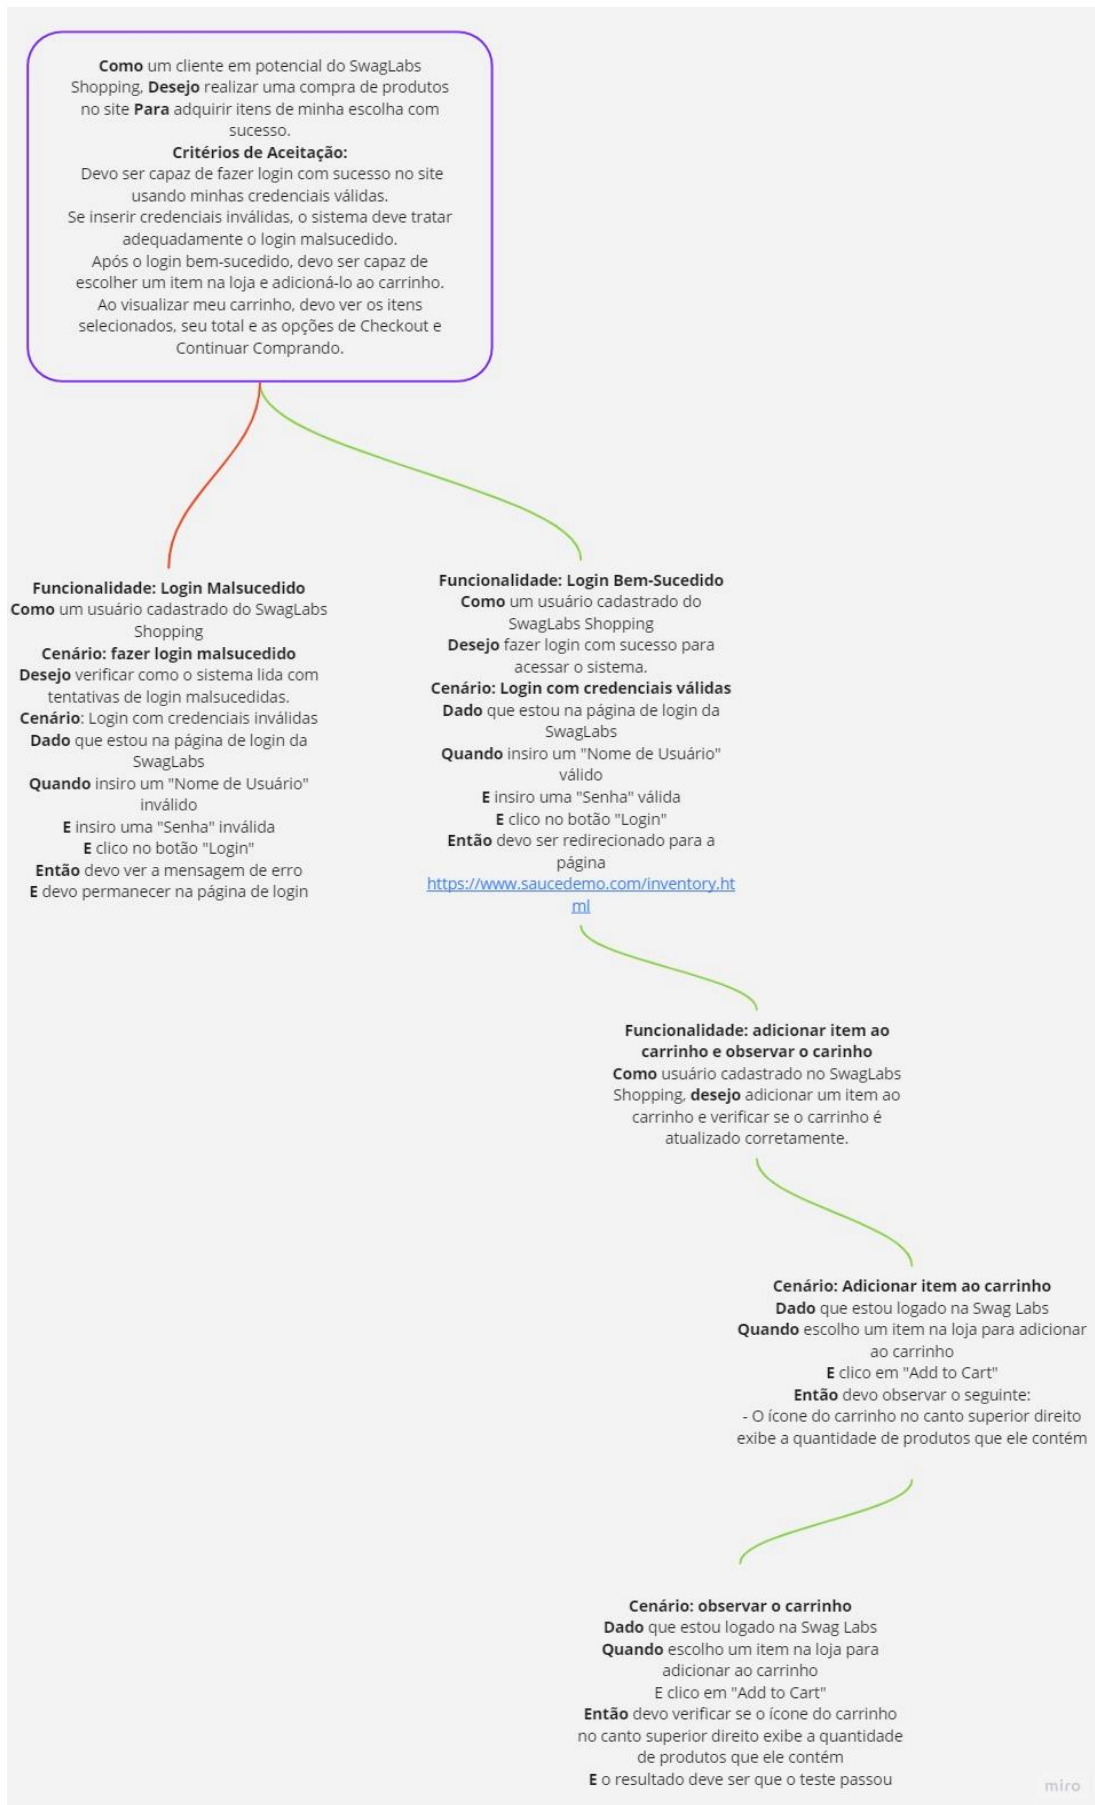 Como um cliente em potencial do SwagLabs
Shopping, Desejo realizar uma compra de produtos
no site Para adquirir itens de minha escolha com
sucesso.
Critérios de Aceitação:
Devo ser capaz de fazer login com sucesso no site
usando minhas credenciais válidas.
Se inserir credenciais inválidas, o sistema deve tratar
adequadamente o login malsucedido.
Após o login bem-sucedido, devo ser capaz de
escolher um item na loja e adicioná-lo ao carrinho.
Ao visualizar meu carrinho, devo ver os itens
selecionados, seu total e as opções de Checkout e
Continuar Comprando.
Funcionalidade: Login Malsucedido
Como um usuário cadastrado do SwagLabs
Shopping
Cenário: fazer login malsucedido
Desejo verificar como o sistema lida com
tentativas de login malsucedidas.
Cenário: Login com credenciais inválidas
Dado que estou na página de login da
SwagLabs
Quando insiro um "Nome de Usuário"
inválido
E insiro uma "Senha" inválida
E clico no botão "Login"
Então devo ver a mensagem de erro
E devo permanecer na página de login
Funcionalidade: Login Bem-Sucedido
Como um usuário cadastrado do
SwagLabs Shopping
Desejo fazer login com sucesso para
acessar o sistema.
Cenário: Login com credenciais válidas
Dado que estou na página de login da
SwagLabs
Quando insiro um "Nome de Usuário"
válido
E insiro uma "Senha" válida
E clico no botão "Login"
Então devo ser redirecionado para a
página
https://www.saucedemo.com/inventory.ht
ml
Funcionalidade: adicionar item ao
carrinho e observar o carinho
Como usuário cadastrado no SwagLabs
Shopping, desejo adicionar um item ao
carrinho e verificar se o carrinho é
atualizado corretamente.
Cenário: Adicionar item ao carrinho
Dado que estou logado na Swag Labs
Quando escolho um item na loja para adicionar
ao carrinho
E clico em "Add to Cart"
Então devo observar o seguinte:
- O ícone do carrinho no canto superior direito
exibe a quantidade de produtos que ele contém
Cenário: observar o carrinho
Dado que estou logado na Swag Labs
Quando escolho um item na loja para
adicionar ao carrinho
E clico em "Add to Cart"
Então devo verificar se o ícone do carrinho
no canto superior direito exibe a quantidade
de produtos que ele contém
E o resultado deve ser que o teste passou
miro